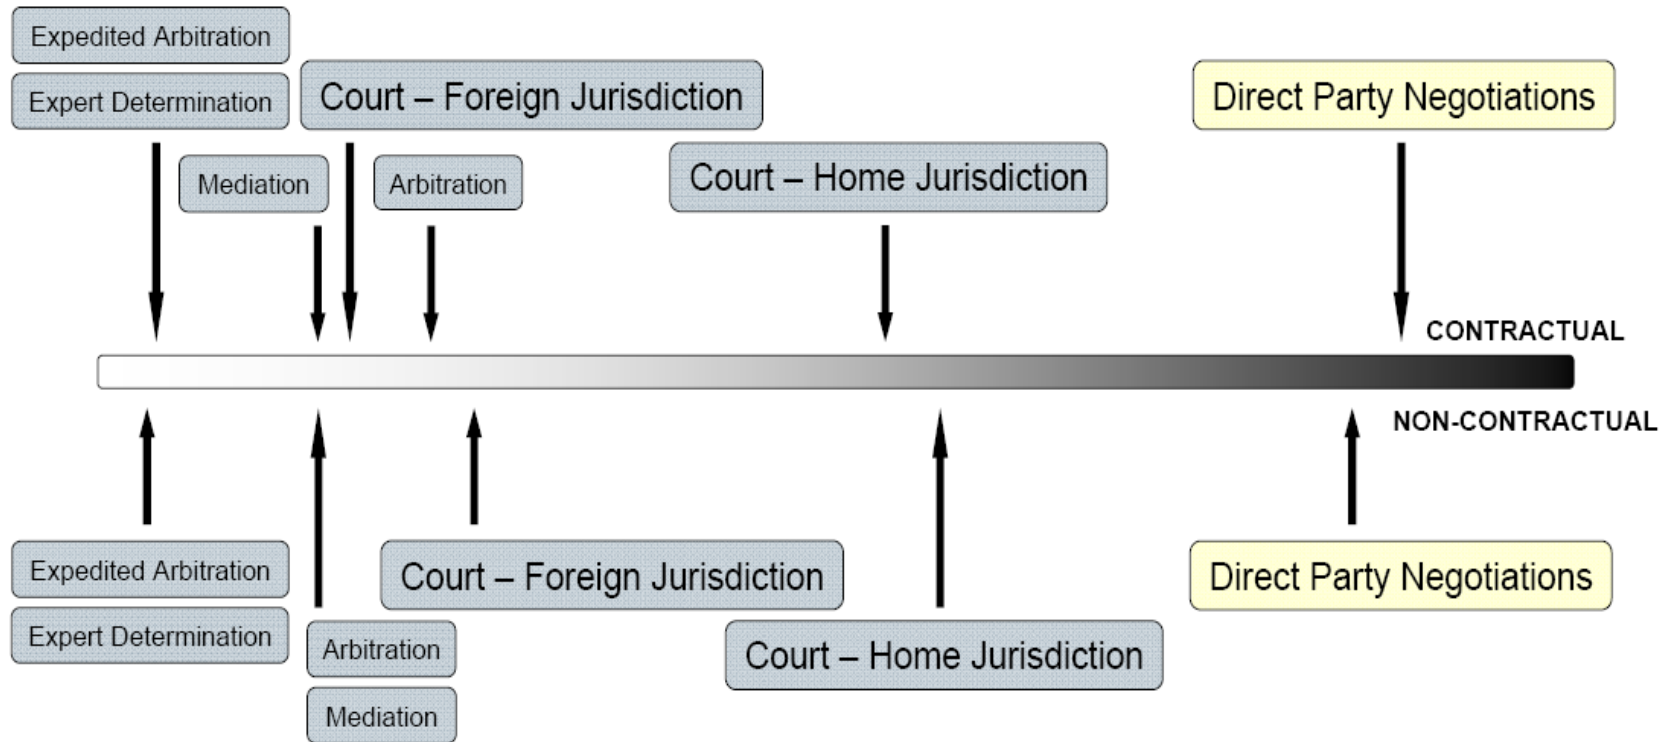 Expedited Arbitration
Expert Determination
Court – Foreign Jurisdiction
Direct Party Negotiations
Mediation
Arbitration
Court – Home Jurisdiction
CONTRACTUAL
NON-CONTRACTUAL
Expedited Arbitration
Expert Determination
Court – Foreign Jurisdiction
Direct Party Negotiations
Arbitration
Mediation
Court – Home Jurisdiction